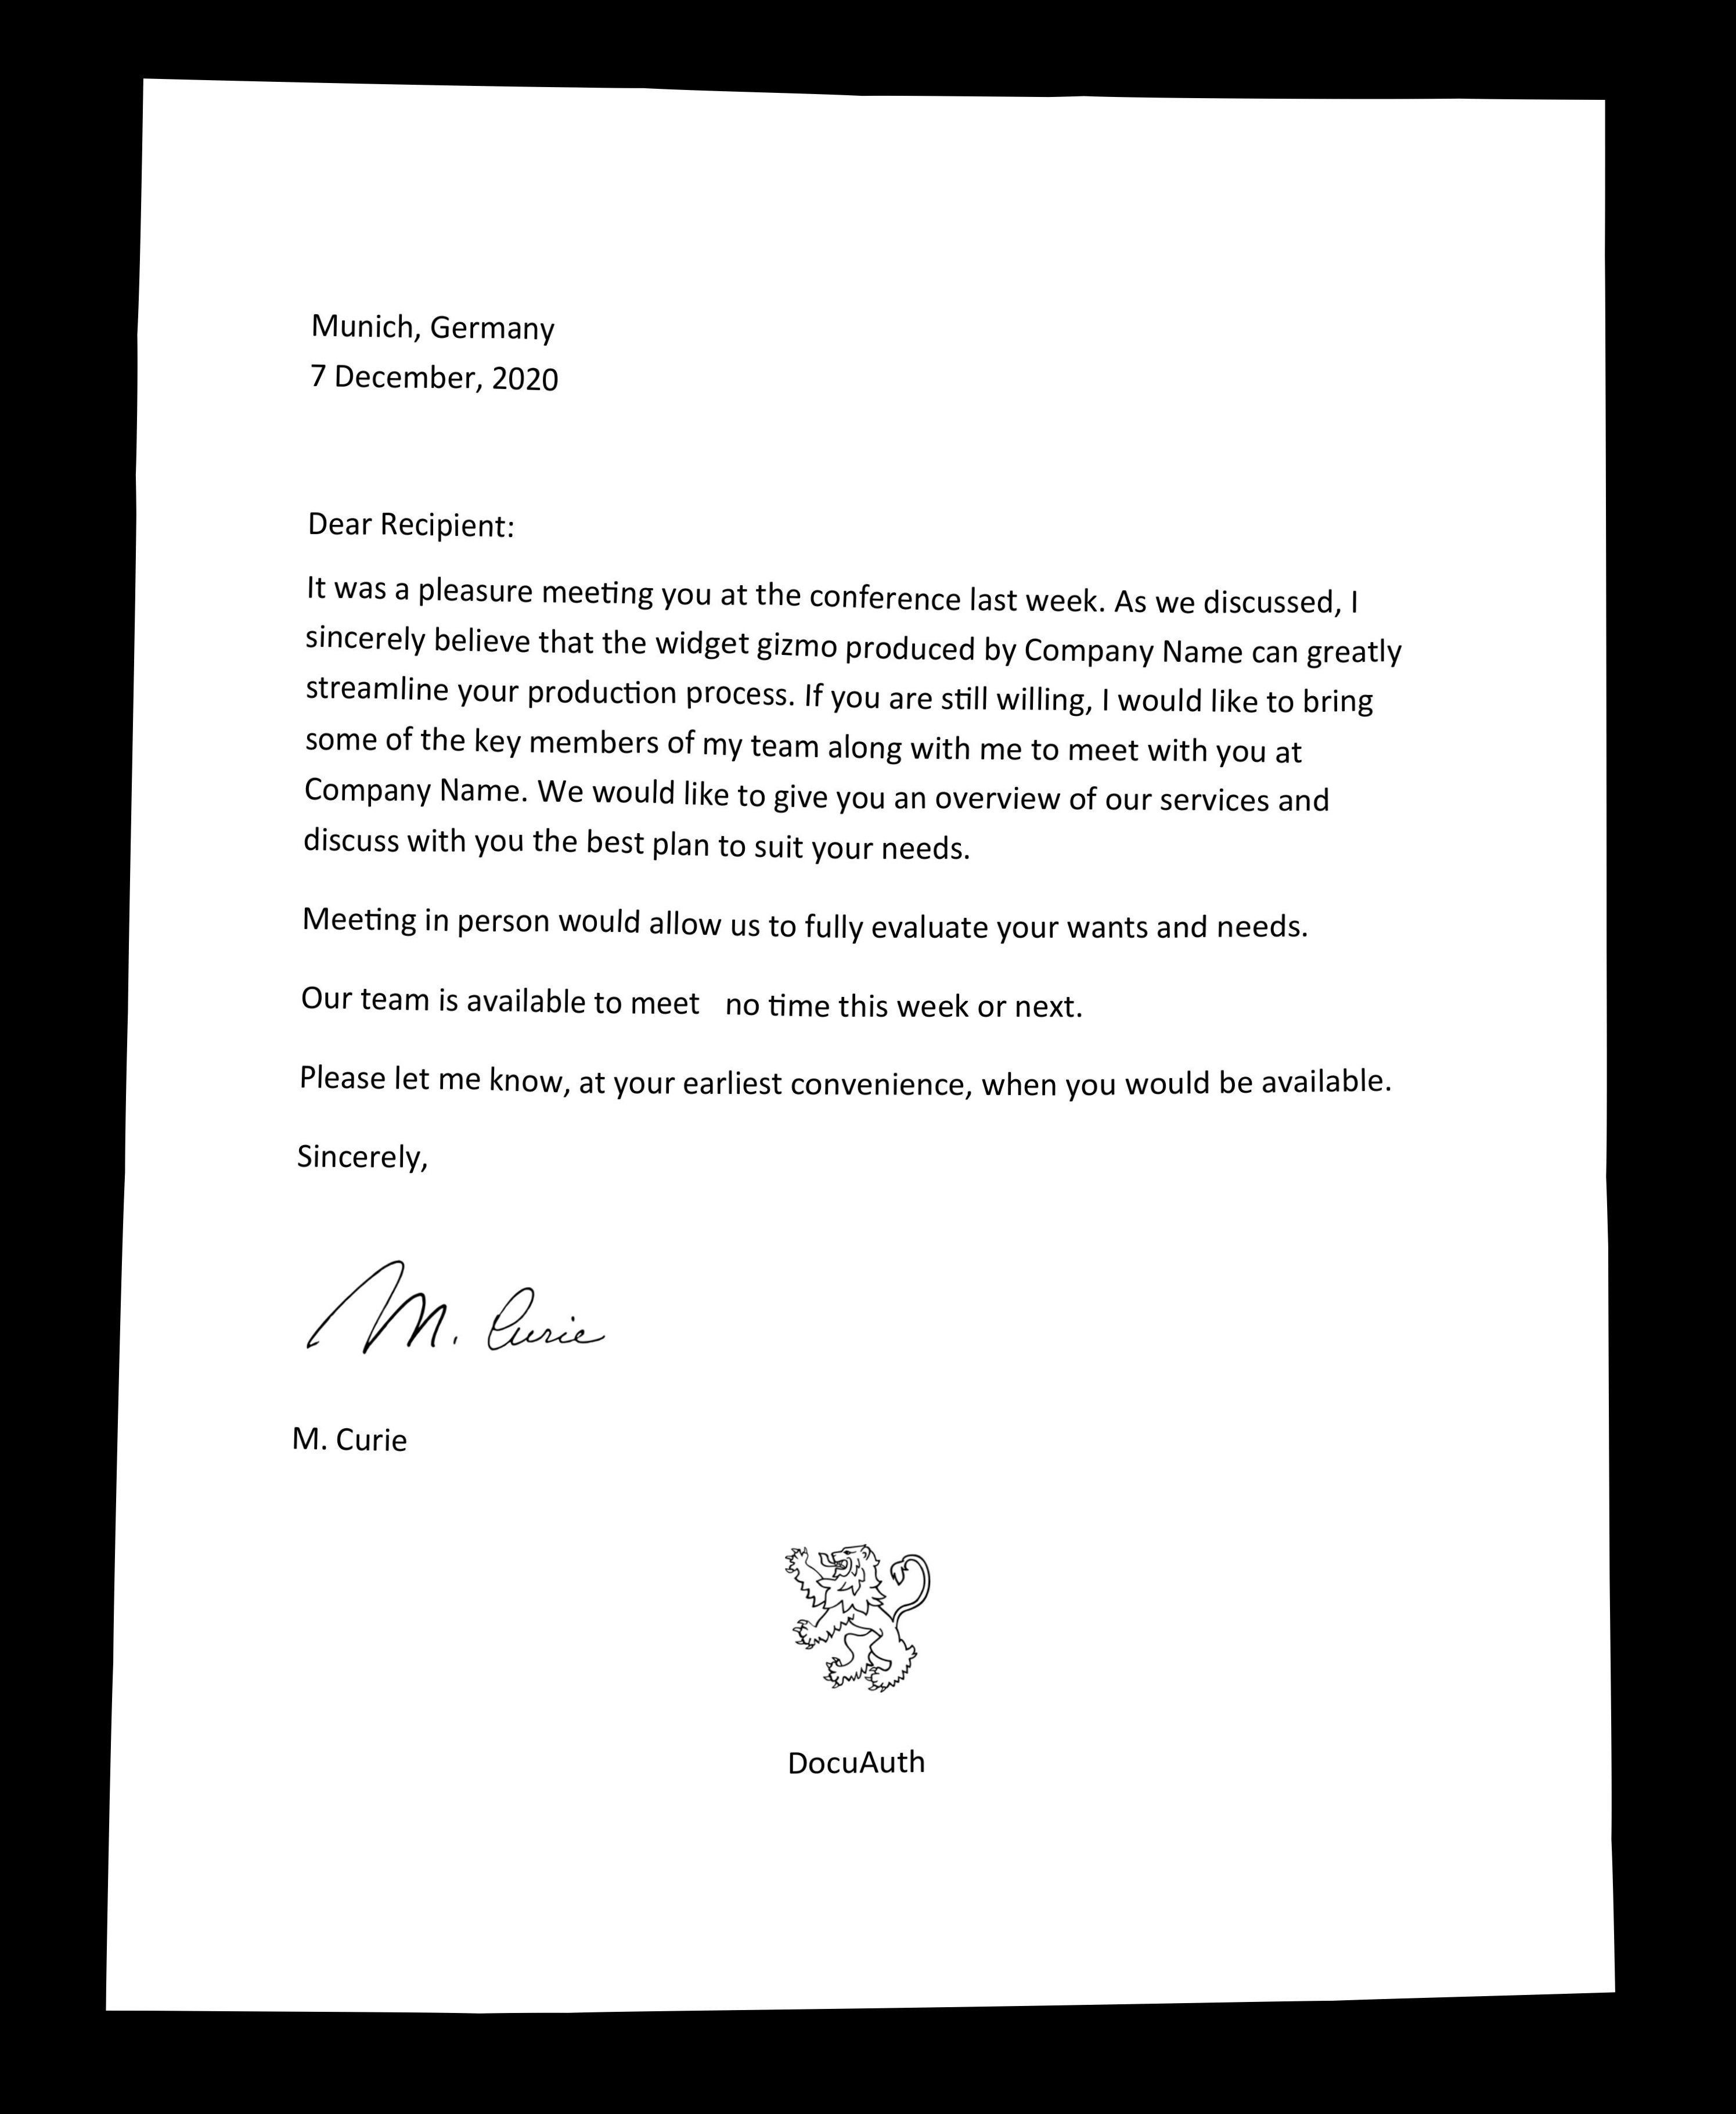 Munich, Germany
7 December, 2020
Dear Recipient:
It was a pleasure meeting you at the conference last week. As we discussed, I
sincerely believe that the widget gizmo produced by Company Name can greatly
streamline your production process. If you are still willing, I would like to bring
some of the key members of my team along with me to meet with you at
Company Name. We would like to give you an overview of our services and
discuss with you the best plan to suit your needs.
Meeting in person would allow us to fully evaluate your wants and needs.
Our team is available to meet no time this week or next.
Please let me know, at your earliest convenience, when you would be available.
Sincerely,
M. Curie
M. Curie
DocuAuth